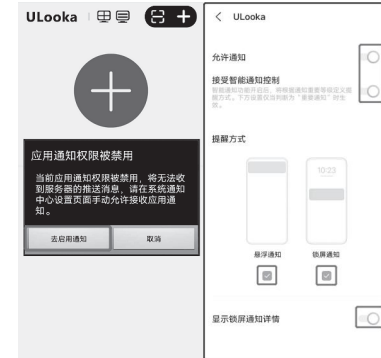 ULooka
应用通知权限被禁用
当前应用通知权限被禁用，将无法收
到服务器的推送消息，请在系统通知
中心设置页面手动允许接收应用通
知。
去启用通知 取消
ULooka
允许通知
接受智能通知控制
提醒方式
10:23
悬浮通知 锁屏通知
显示锁屏通知详情